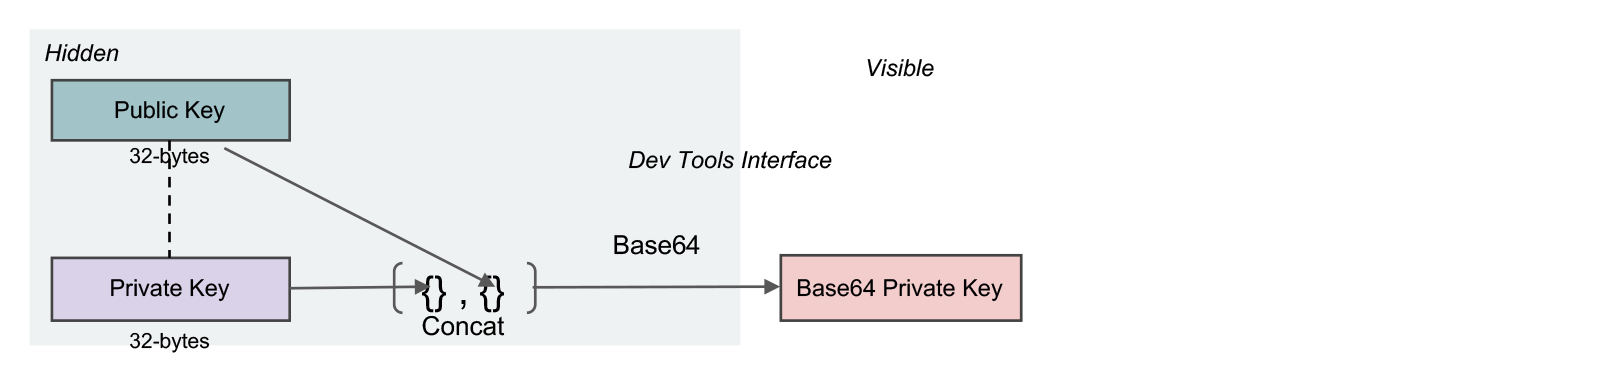 Hidden
Visible
Public Key
32-bytes
Dev Tools Interface
Base64
Private Key
{} , {}
Base64 Private Key
Concat
32-bytes